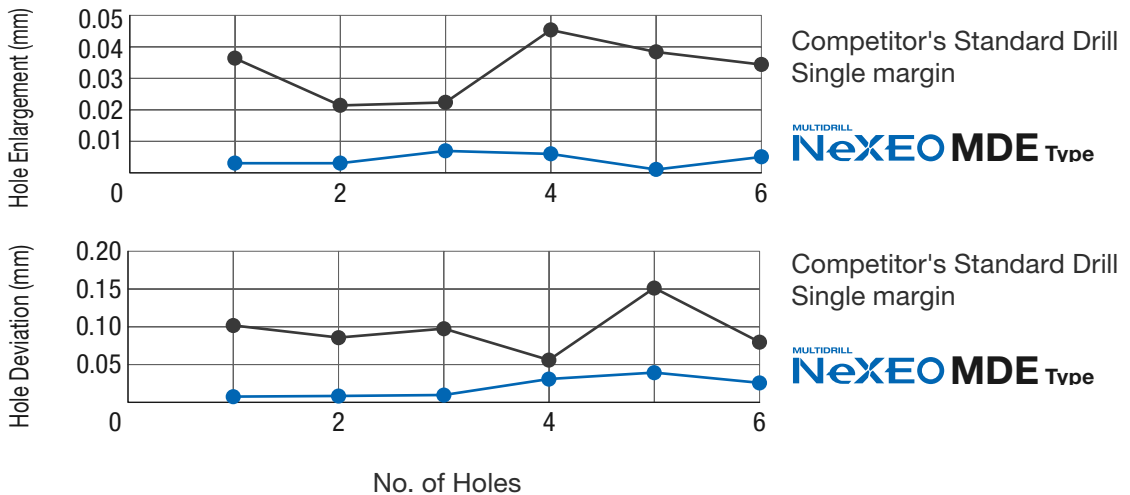 Hole Enlargement (mm)
0.05
0.04
0.03
0.02
0.01
0 2 4 6
Competitor's Standard Drill
Single margin
MULTIDRILL
NeXEO MDE Type
Hole Deviation (mm)
0.20
0.15
0.10
0.05
0 2 4 6
Competitor's Standard Drill
Single margin
MULTIDRILL
NeXEO MDE Type
No. of Holes